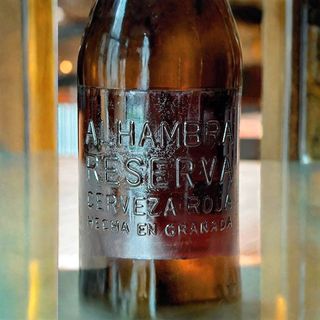 ALHAMBRA
RESERVA
CERVEZA ROJA
HECHA EN GRANADA